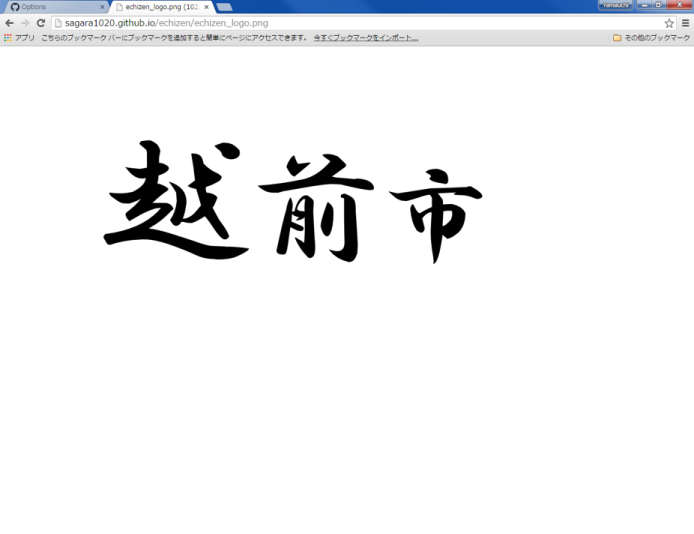 Options
echizen_logo.png (102
sagara1020.github.io/echizen/echizen_logo.png
アプリ こちらのブックマーク バーにブックマークを追加すると簡単にページにアクセスできます。 今すぐブックマークをインポート... その他のブックマーク
越前市